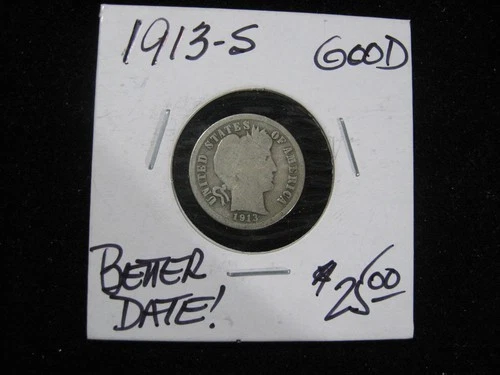 1913-S GOOD
UNITED STATES OF AMERICA
1913
BETTER
DATE!
$25.00